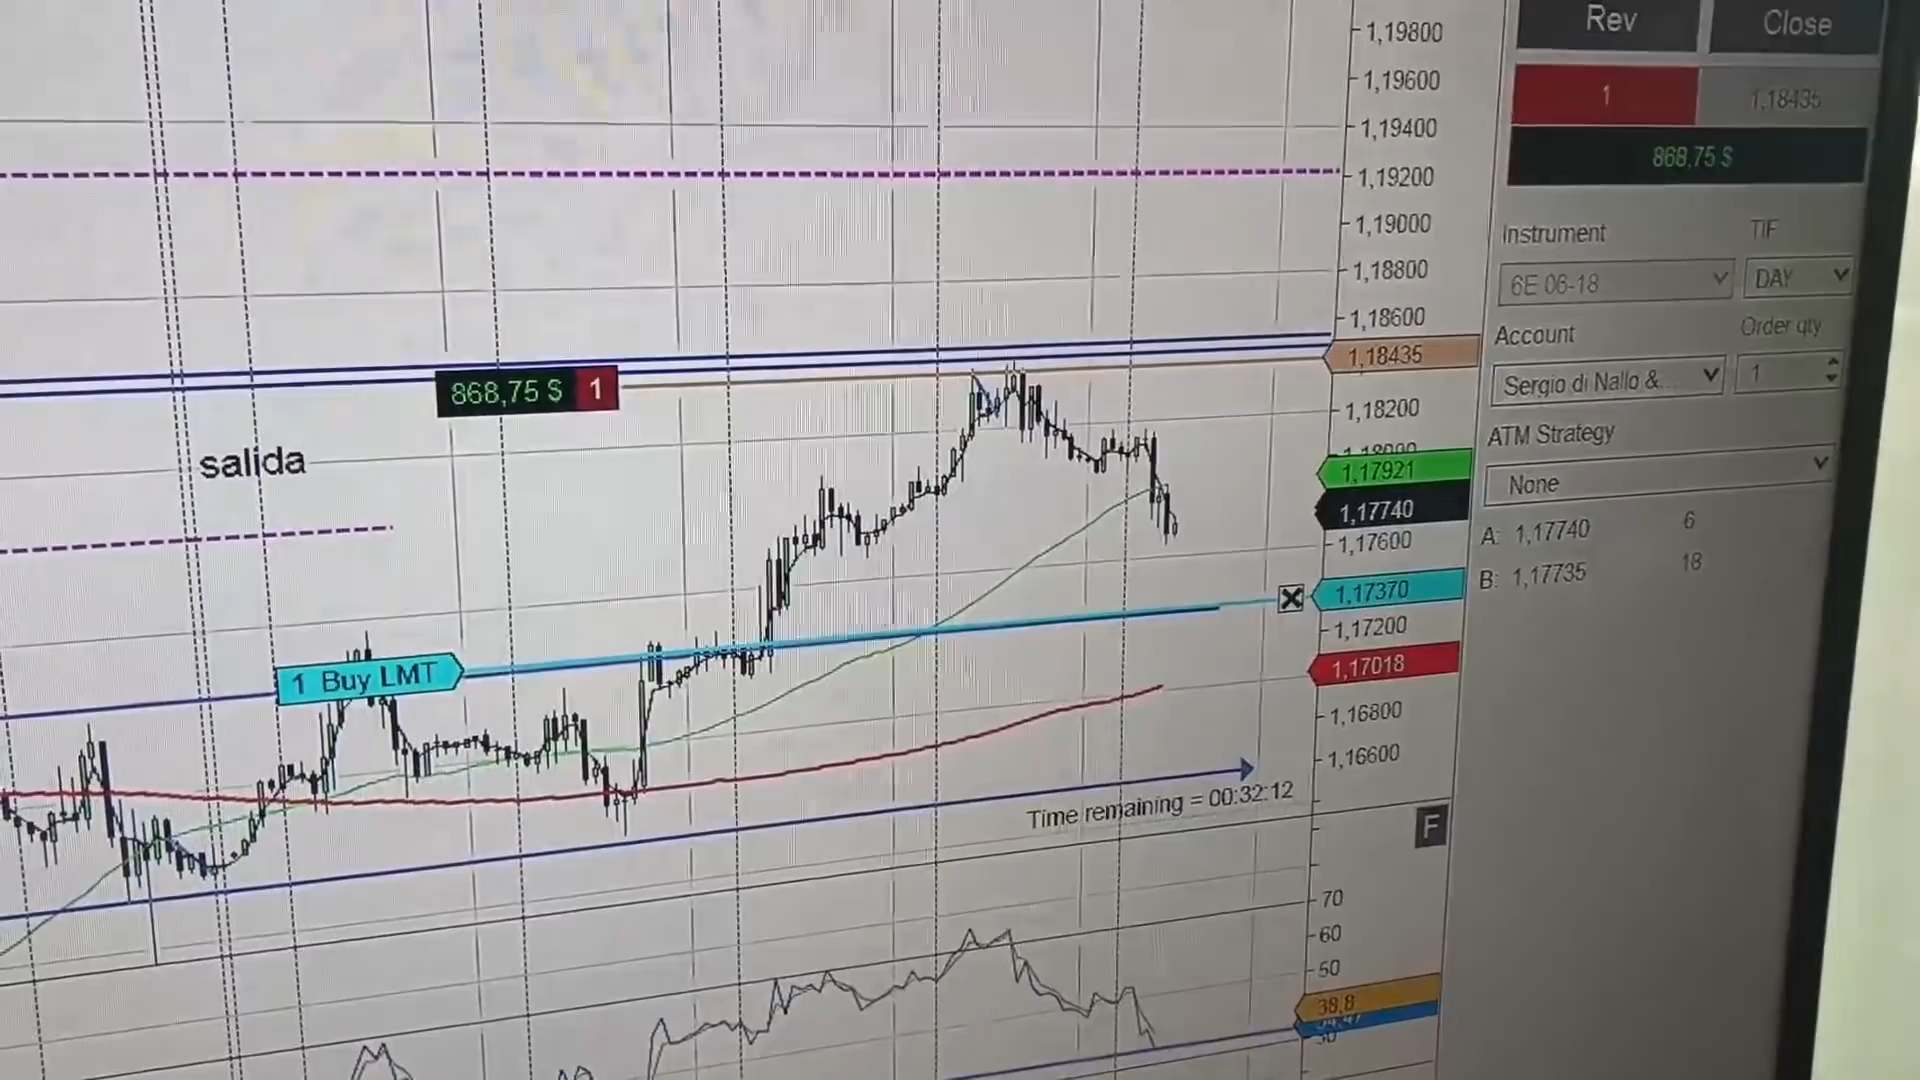 Rev
Close
1
1,18435
868,75 $
Instrument
TIF
6E 06-18
DAY
Account
Order qty
Sergio di Nallo &...
1
ATM Strategy
None
A: 1,17740 6
B: 1,17735 18
1,19800
1,19600
1,19400
1,19200
1,19000
1,18800
1,18600
1,18435
1,18200
1,17921
1,17740
1,17600
1,17370
1,17200
1,17018
1,16800
1,16600
868,75 $ 1
salida
1 Buy LMT
X
Time remaining = 00:32:12
F
70
60
50
38,8